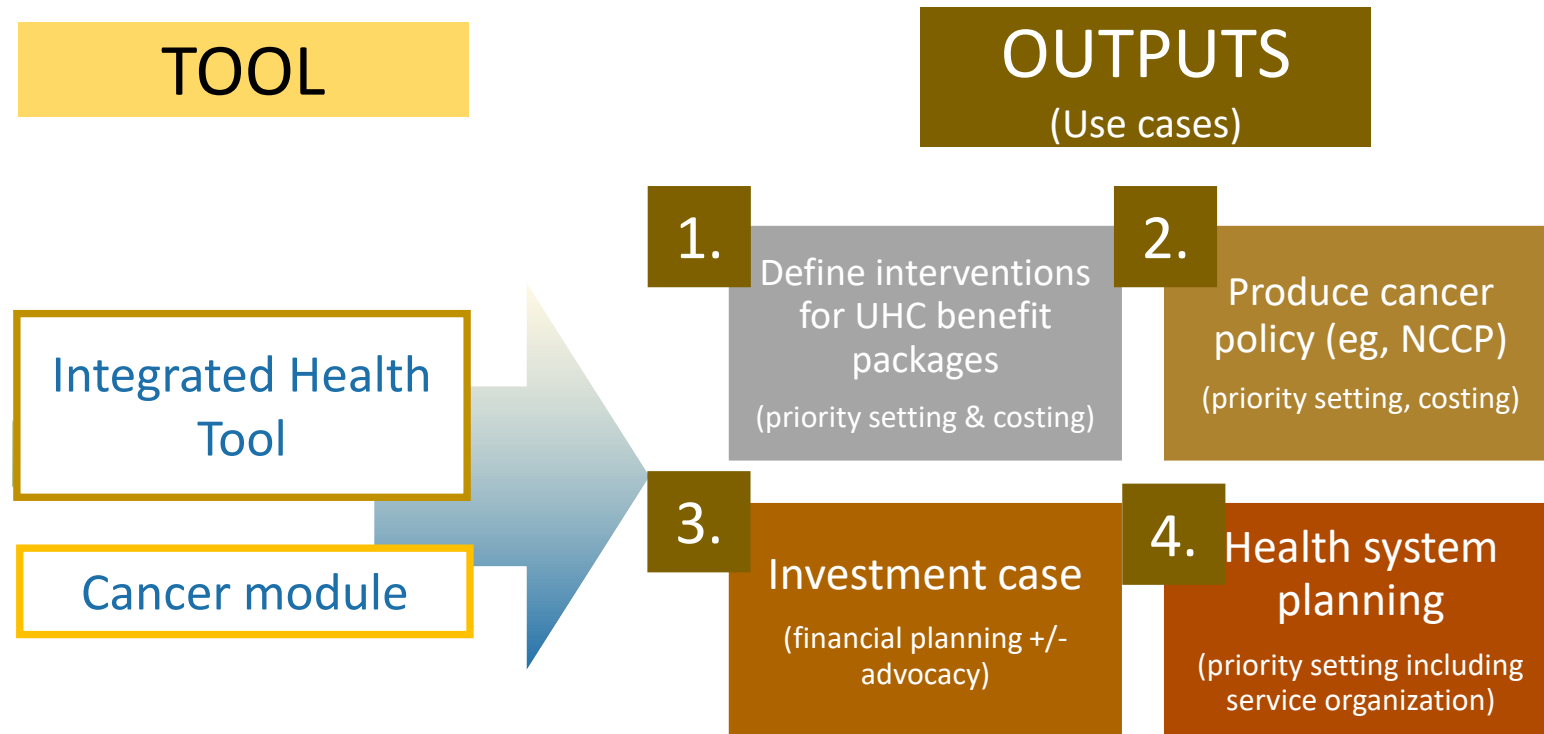 TOOL
OUTPUTS
(Use cases)
Integrated Health
Tool
Cancer module
1.
Define interventions
for UHC benefit
packages
(priority setting & costing)
2.
Produce cancer
policy (eg, NCCP)
(priority setting, costing)
3.
Investment case
(financial planning +/-
advocacy)
4.
Health system
planning
(priority setting including
service organization)